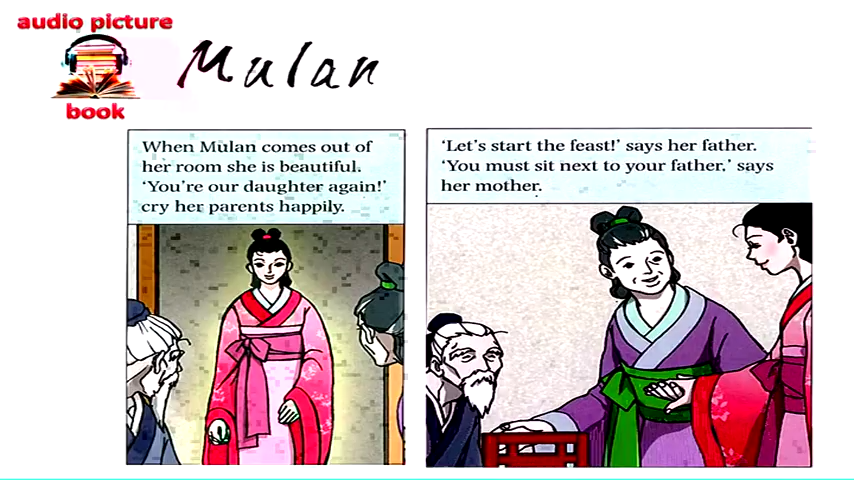 audio picture
book
Mulan
When Mulan comes out of
her room she is beautiful.
'You're our daughter again!'
cry her parents happily.
'Let's start the feast!' says her father.
'You must sit next to your father,' says
her mother.